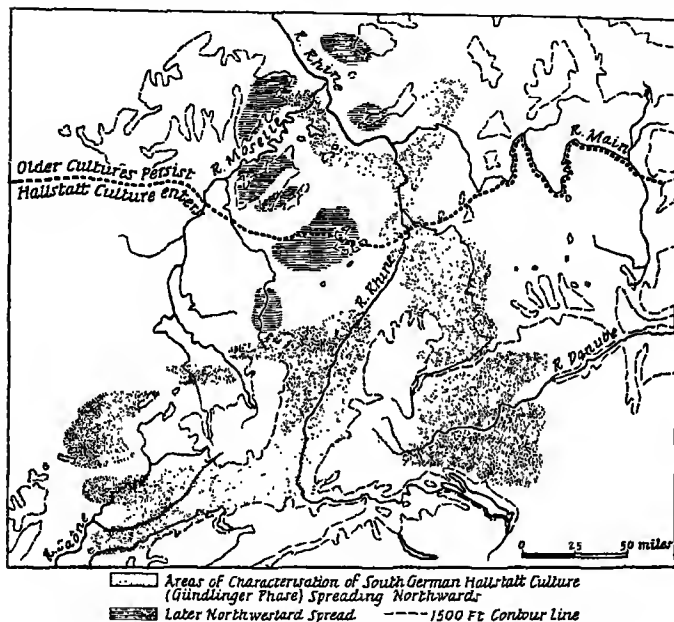 R. Rhine
R. Moselle
R. Main
Older Cultures Persist
Hallstatt Culture enters
R. Rhine
R. Danube
0 25 50 miles
Areas of Characterisation of South German Hallstatt Culture
(Gündlinger Phase) Spreading Northwards
Later Northwestard Spread ---- 1500 Ft Contour line